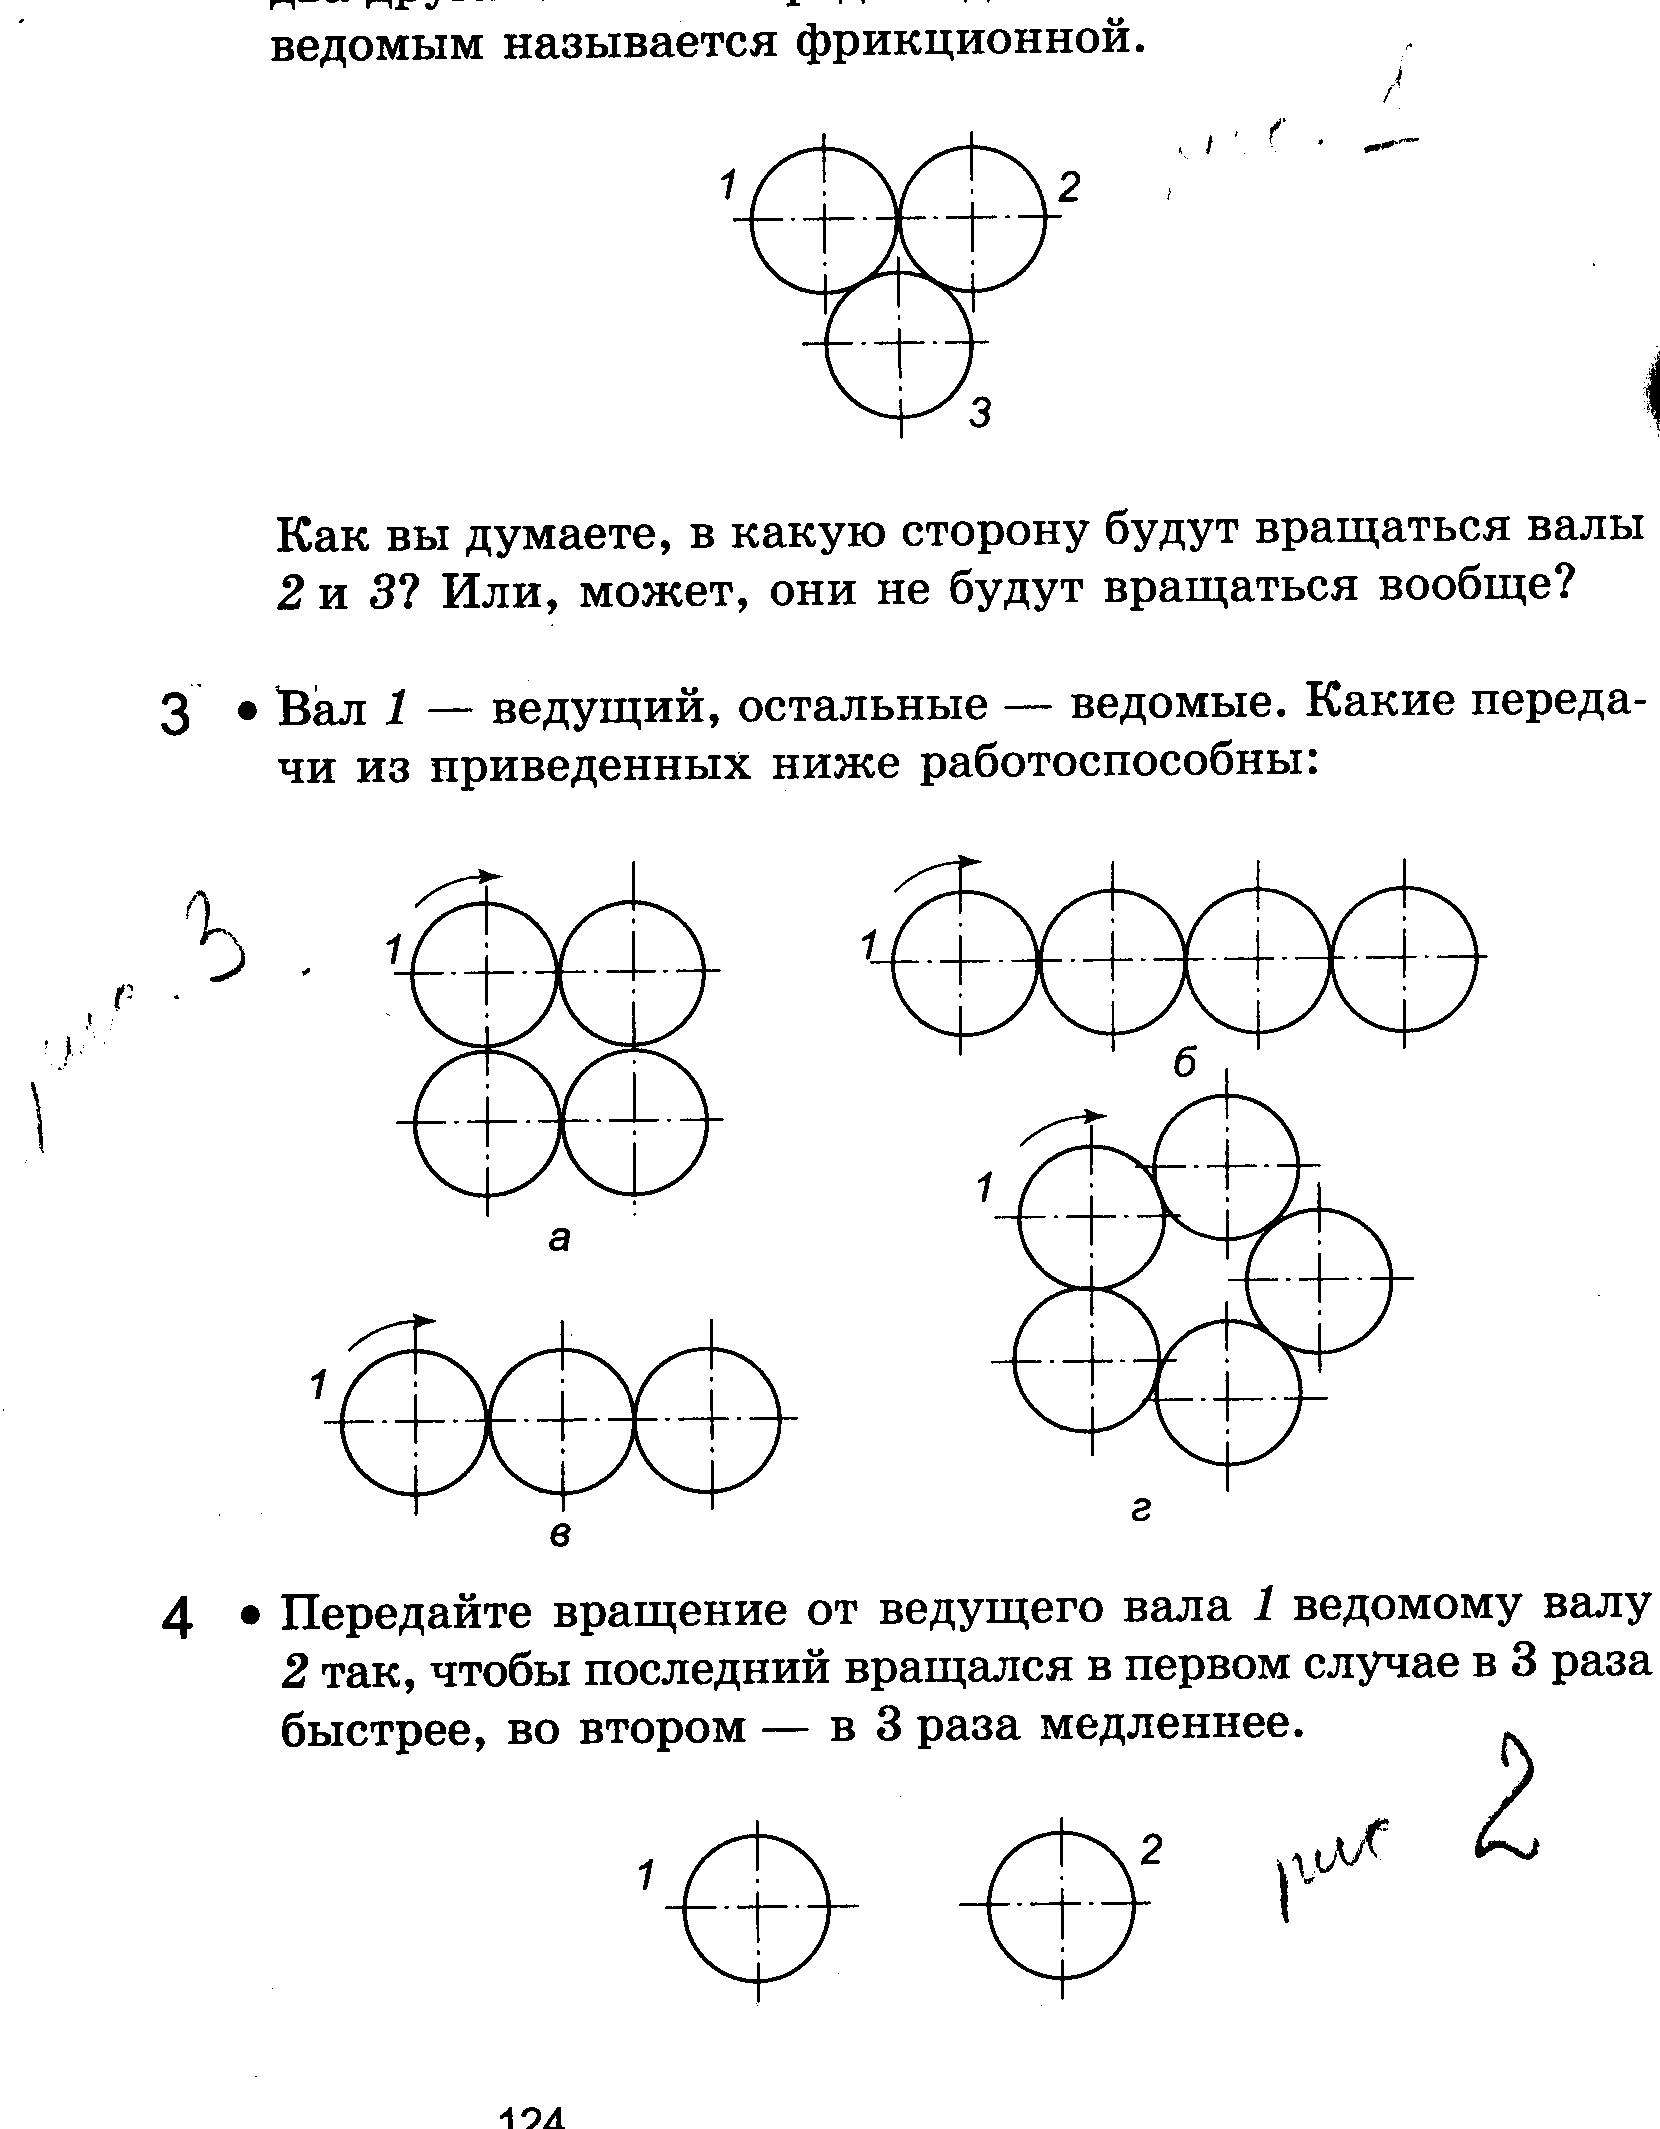 ведомым называется фрикционной.
1
2
3
Как вы думаете, в какую сторону будут вращаться валы
2 и 3? Или, может, они не будут вращаться вообще?
3 • Вал 1 — ведущий, остальные — ведомые. Какие переда-
чи из приведенных ниже работоспособны:
рис. 3
1
1
а
б
1
1
в
г
4 • Передайте вращение от ведущего вала 1 ведомому валу
2 так, чтобы последний вращался в первом случае в 3 раза
быстрее, во втором — в 3 раза медленнее.
1
2
рис 2
124